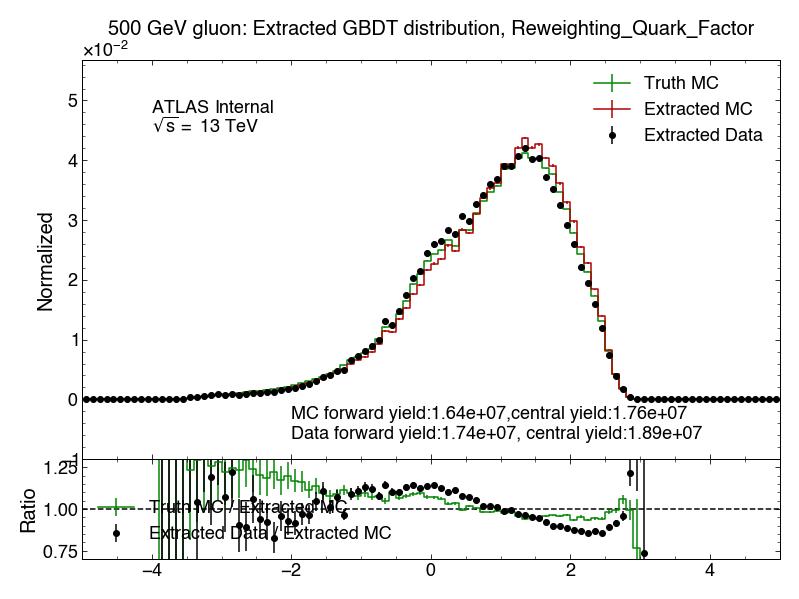 500 GeV gluon: Extracted GBDT distribution, Reweighting_Quark_Factor
×10⁻²
ATLAS Internal
√s = 13 TeV
Truth MC
Extracted MC
Extracted Data
Normalized
5
4
3
2
1
0
MC forward yield:1.64e+07,central yield:1.76e+07
Data forward yield:1.74e+07, central yield:1.89e+07
Ratio
1.25
1.00
0.75
Truth MC / Extracted MC
Extracted Data / Extracted MC
−4
−2
0
2
4